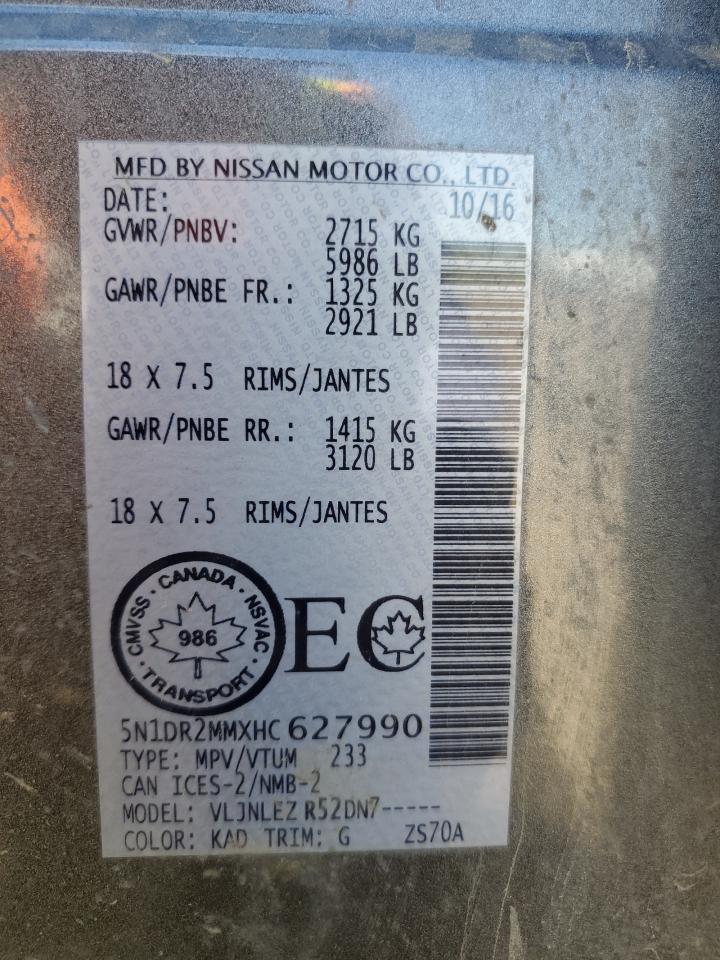 MFD BY NISSAN MOTOR CO., LTD.
DATE: 10/16
GVWR/PNBV: 2715 KG
5986 LB
GAWR/PNBE FR.: 1325 KG
2921 LB
18 X 7.5 RIMS/JANTES
GAWR/PNBE RR.: 1415 KG
3120 LB
18 X 7.5 RIMS/JANTES
CANADA · NSVAC · TRANSPORT · CMVSS ·
986
EC
5N1DR2MMXHC 627990
TYPE: MPV/VTUM 233
CAN ICES-2/NMB-2
MODEL: VLJNLEZ R52DN7-----
COLOR: KAD TRIM: G ZS70A